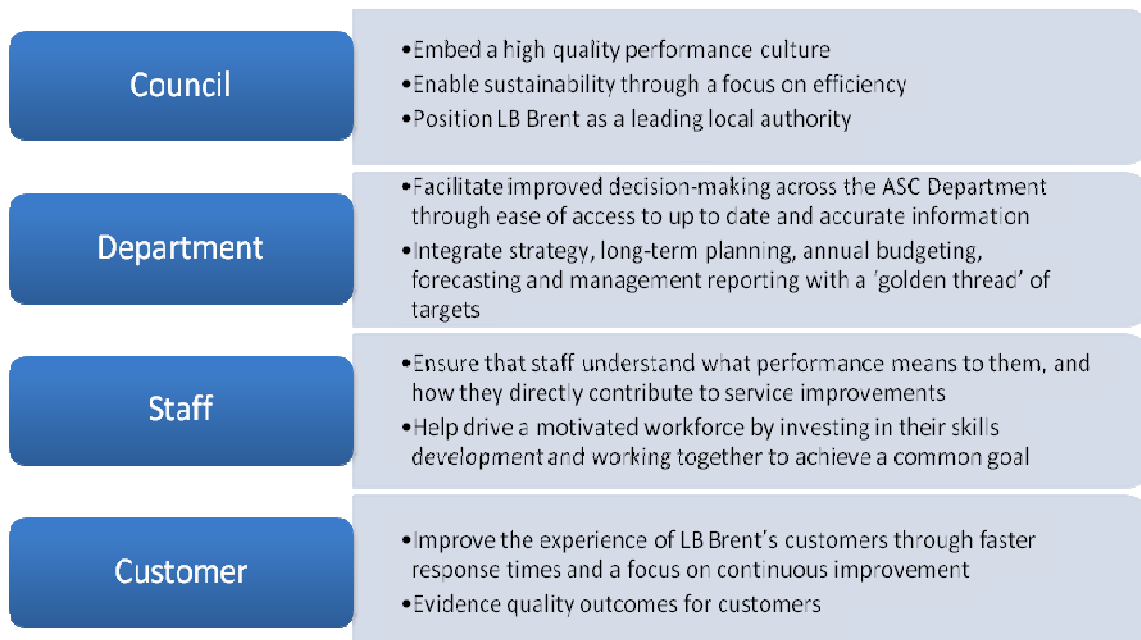 Council
•Embed a high quality performance culture
•Enable sustainability through a focus on efficiency
•Position LB Brent as a leading local authority
Department
•Facilitate improved decision-making across the ASC Department
through ease of access to up to date and accurate information
•Integrate strategy, long-term planning, annual budgeting,
forecasting and management reporting with a ‘golden thread’ of
targets
Staff
•Ensure that staff understand what performance means to them, and
how they directly contribute to service improvements
•Help drive a motivated workforce by investing in their skills
development and working together to achieve a common goal
Customer
•Improve the experience of LB Brent’s customers through faster
response times and a focus on continuous improvement
•Evidence quality outcomes for customers